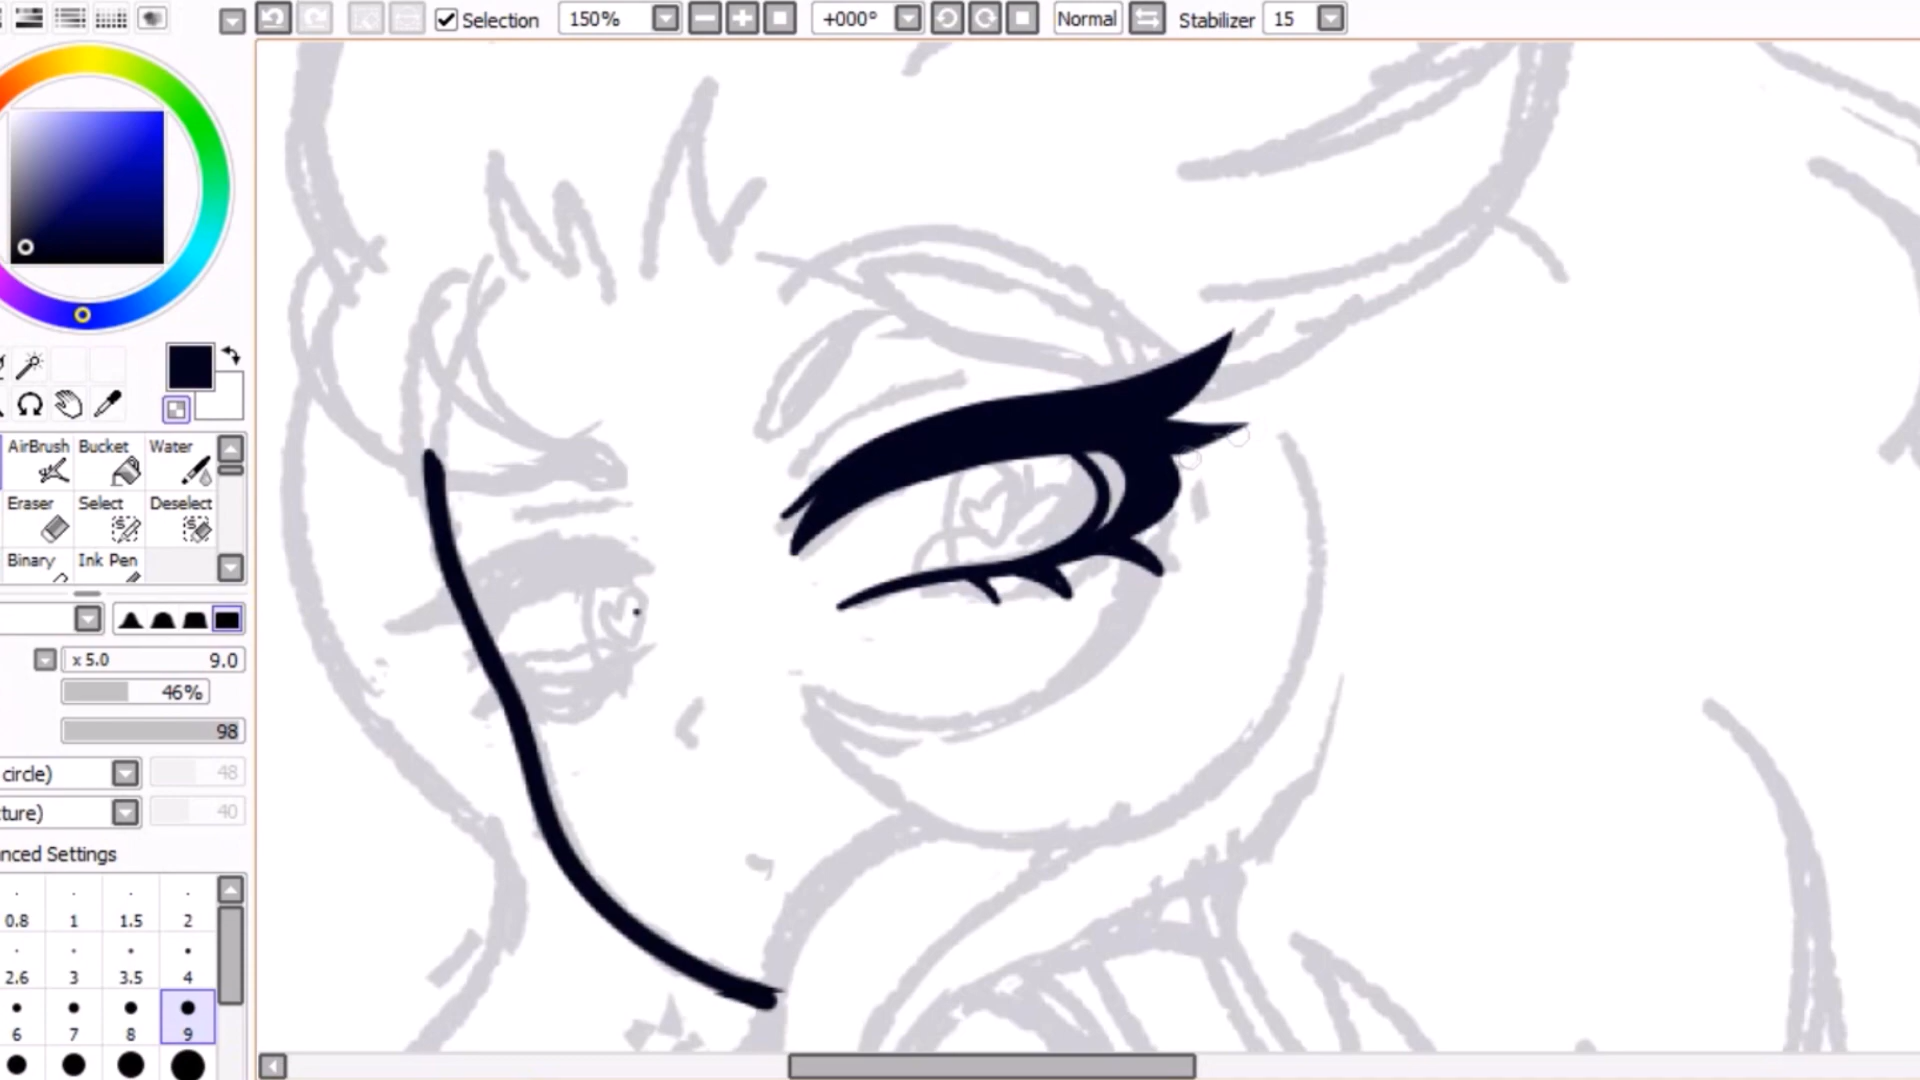 Selection 150% +000° Normal Stabilizer 15
AirBrush Bucket Water
Eraser Select Deselect
Binary Ink Pen
x 5.0 9.0
46%
98
circle) 48
ture) 40
nced Settings
0.8 1 1.5 2
2.6 3 3.5 4
6 7 8 9